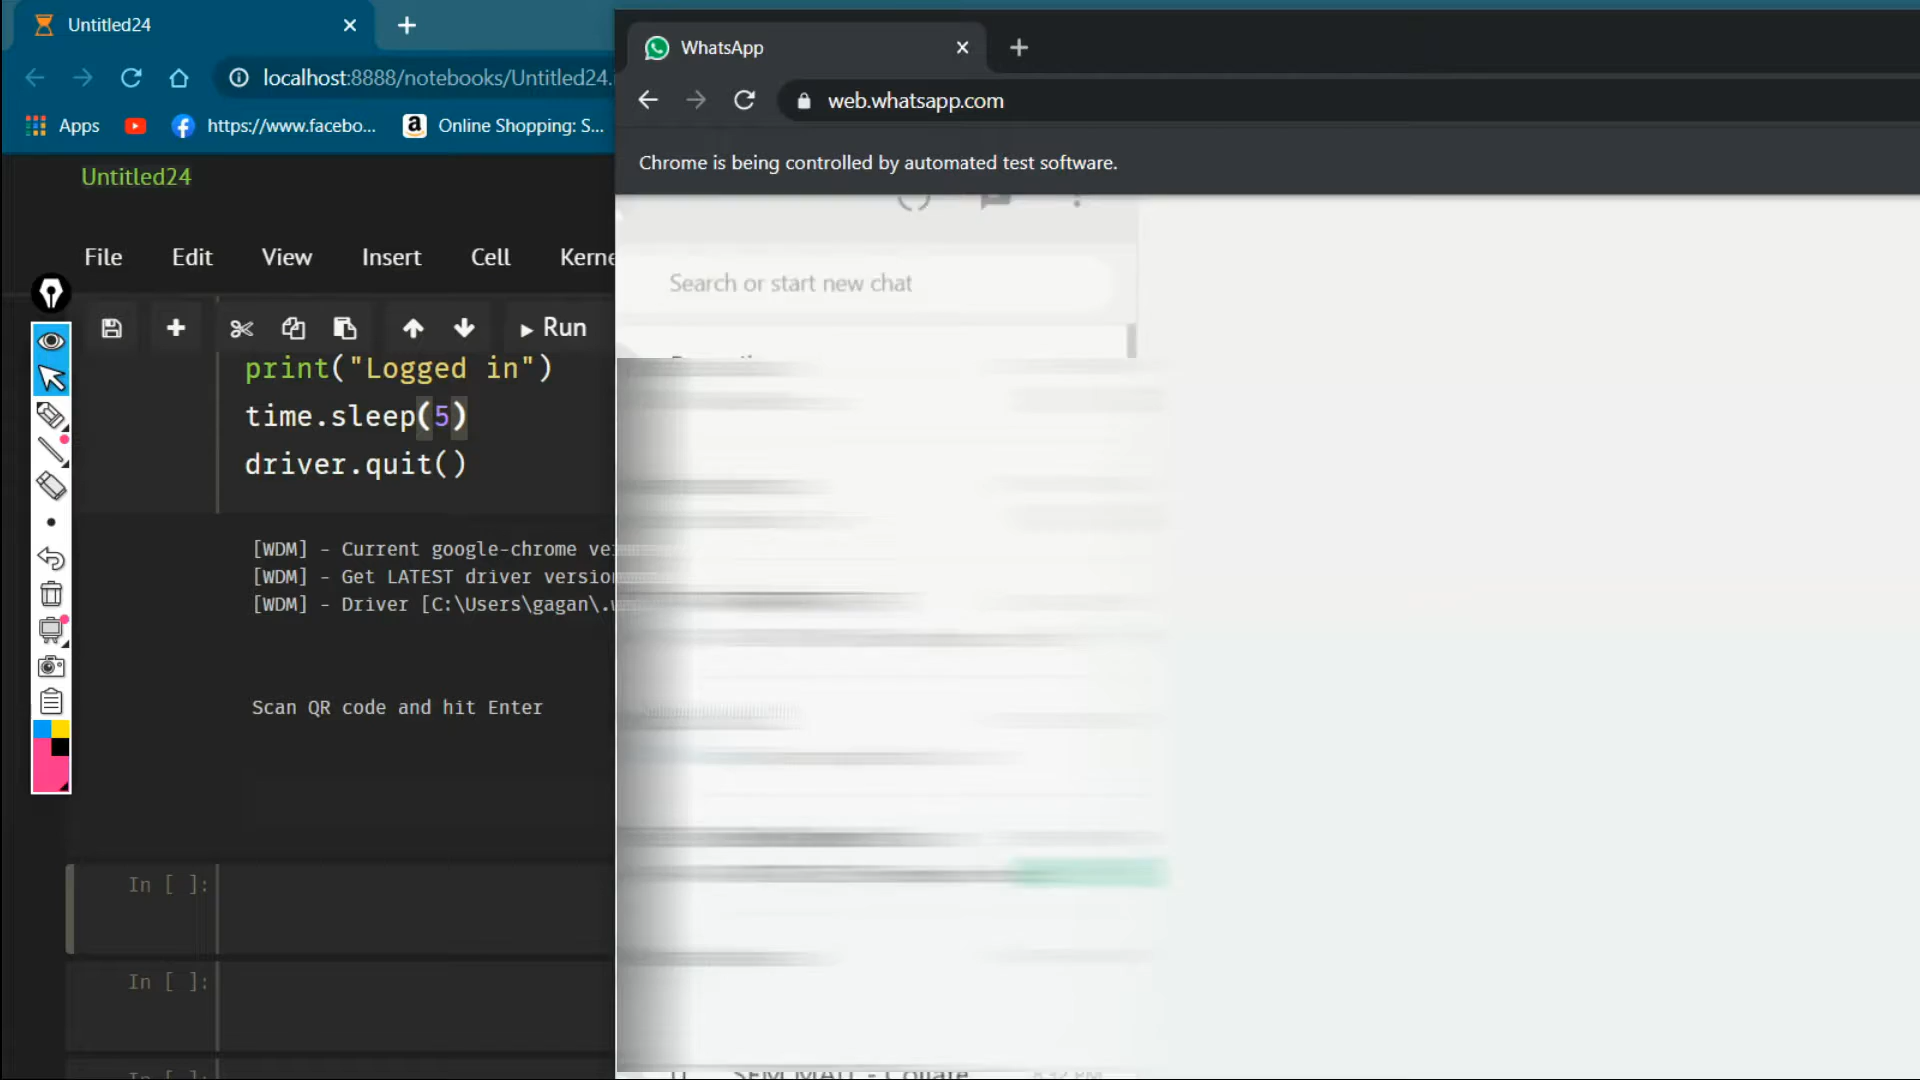 Untitled24
localhost:8888/notebooks/Untitled24.
Apps
https://www.facebo...
Online Shopping: S...
Untitled24
File Edit View Insert Cell Kerne
Run
print("Logged in")
time.sleep(5)
driver.quit()
[WDM] - Current google-chrome ve
[WDM] - Get LATEST driver versio
[WDM] - Driver [C:\Users\gagan\.w
Scan QR code and hit Enter
In [ ]:
In [ ]:
In [ ]:
WhatsApp
web.whatsapp.com
Chrome is being controlled by automated test software.
Search or start new chat